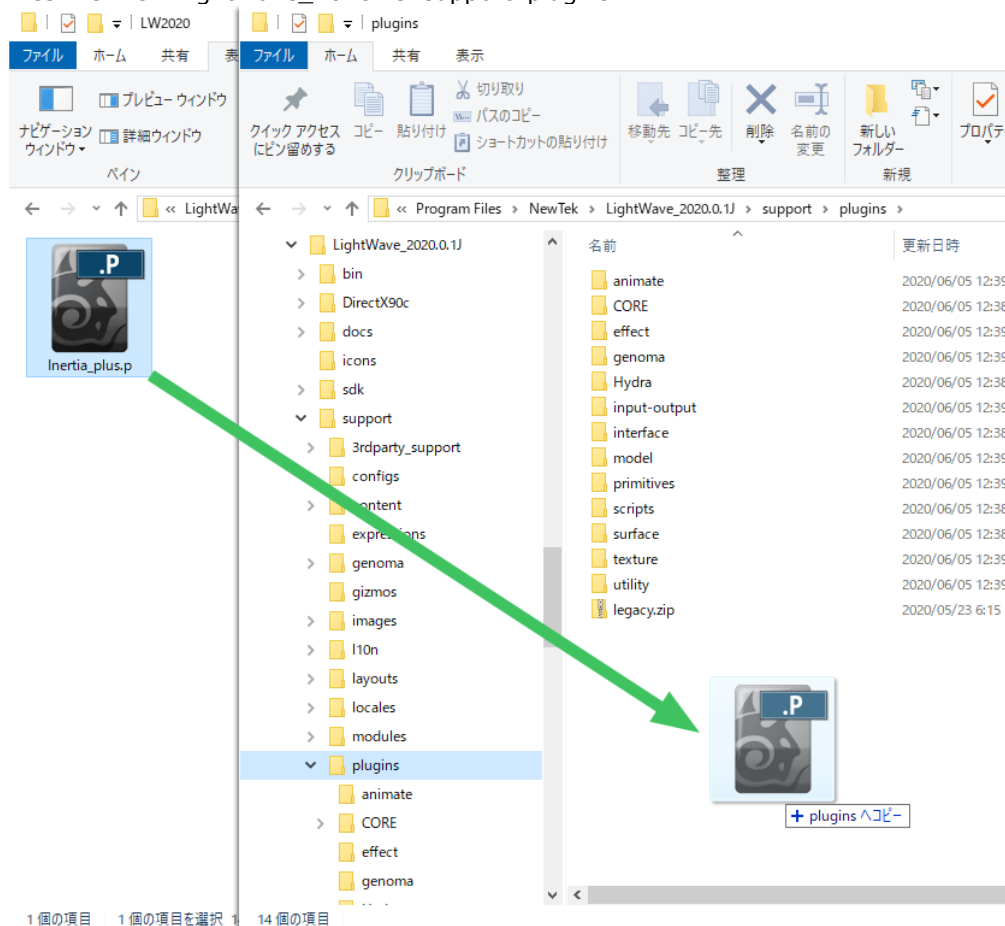 LW2020
ファイル ホーム 共有 表
ナビゲーション ウィンドウ
プレビュー ウィンドウ
詳細ウィンドウ
ペイン
« LightWa
.P
Inertia_plus.p
1 個の項目 1 個の項目を選択
plugins
ファイル ホーム 共有 表示
クイック アクセス にピン留めする
コピー
貼り付け
切り取り
パスのコピー
ショートカットの貼り付け
クリップボード
移動先 コピー先 削除 名前の 変更
整理
新しい フォルダー
新規
プロパテ
« Program Files > NewTek > LightWave_2020.0.1J > support > plugins >
LightWave_2020.0.1J
bin
DirectX90c
docs
icons
sdk
support
3rdparty_support
configs
content
expressions
genoma
gizmos
images
l10n
layouts
locales
modules
plugins
animate
CORE
effect
genoma
名前 更新日時
animate 2020/06/05 12:39
CORE 2020/06/05 12:38
effect 2020/06/05 12:39
genoma 2020/06/05 12:39
Hydra 2020/06/05 12:38
input-output 2020/06/05 12:39
interface 2020/06/05 12:38
model 2020/06/05 12:39
primitives 2020/06/05 12:39
scripts 2020/06/05 12:38
surface 2020/06/05 12:38
texture 2020/06/05 12:39
utility 2020/06/05 12:39
legacy.zip 2020/05/23 6:15
.P
+ plugins へコピー
14 個の項目